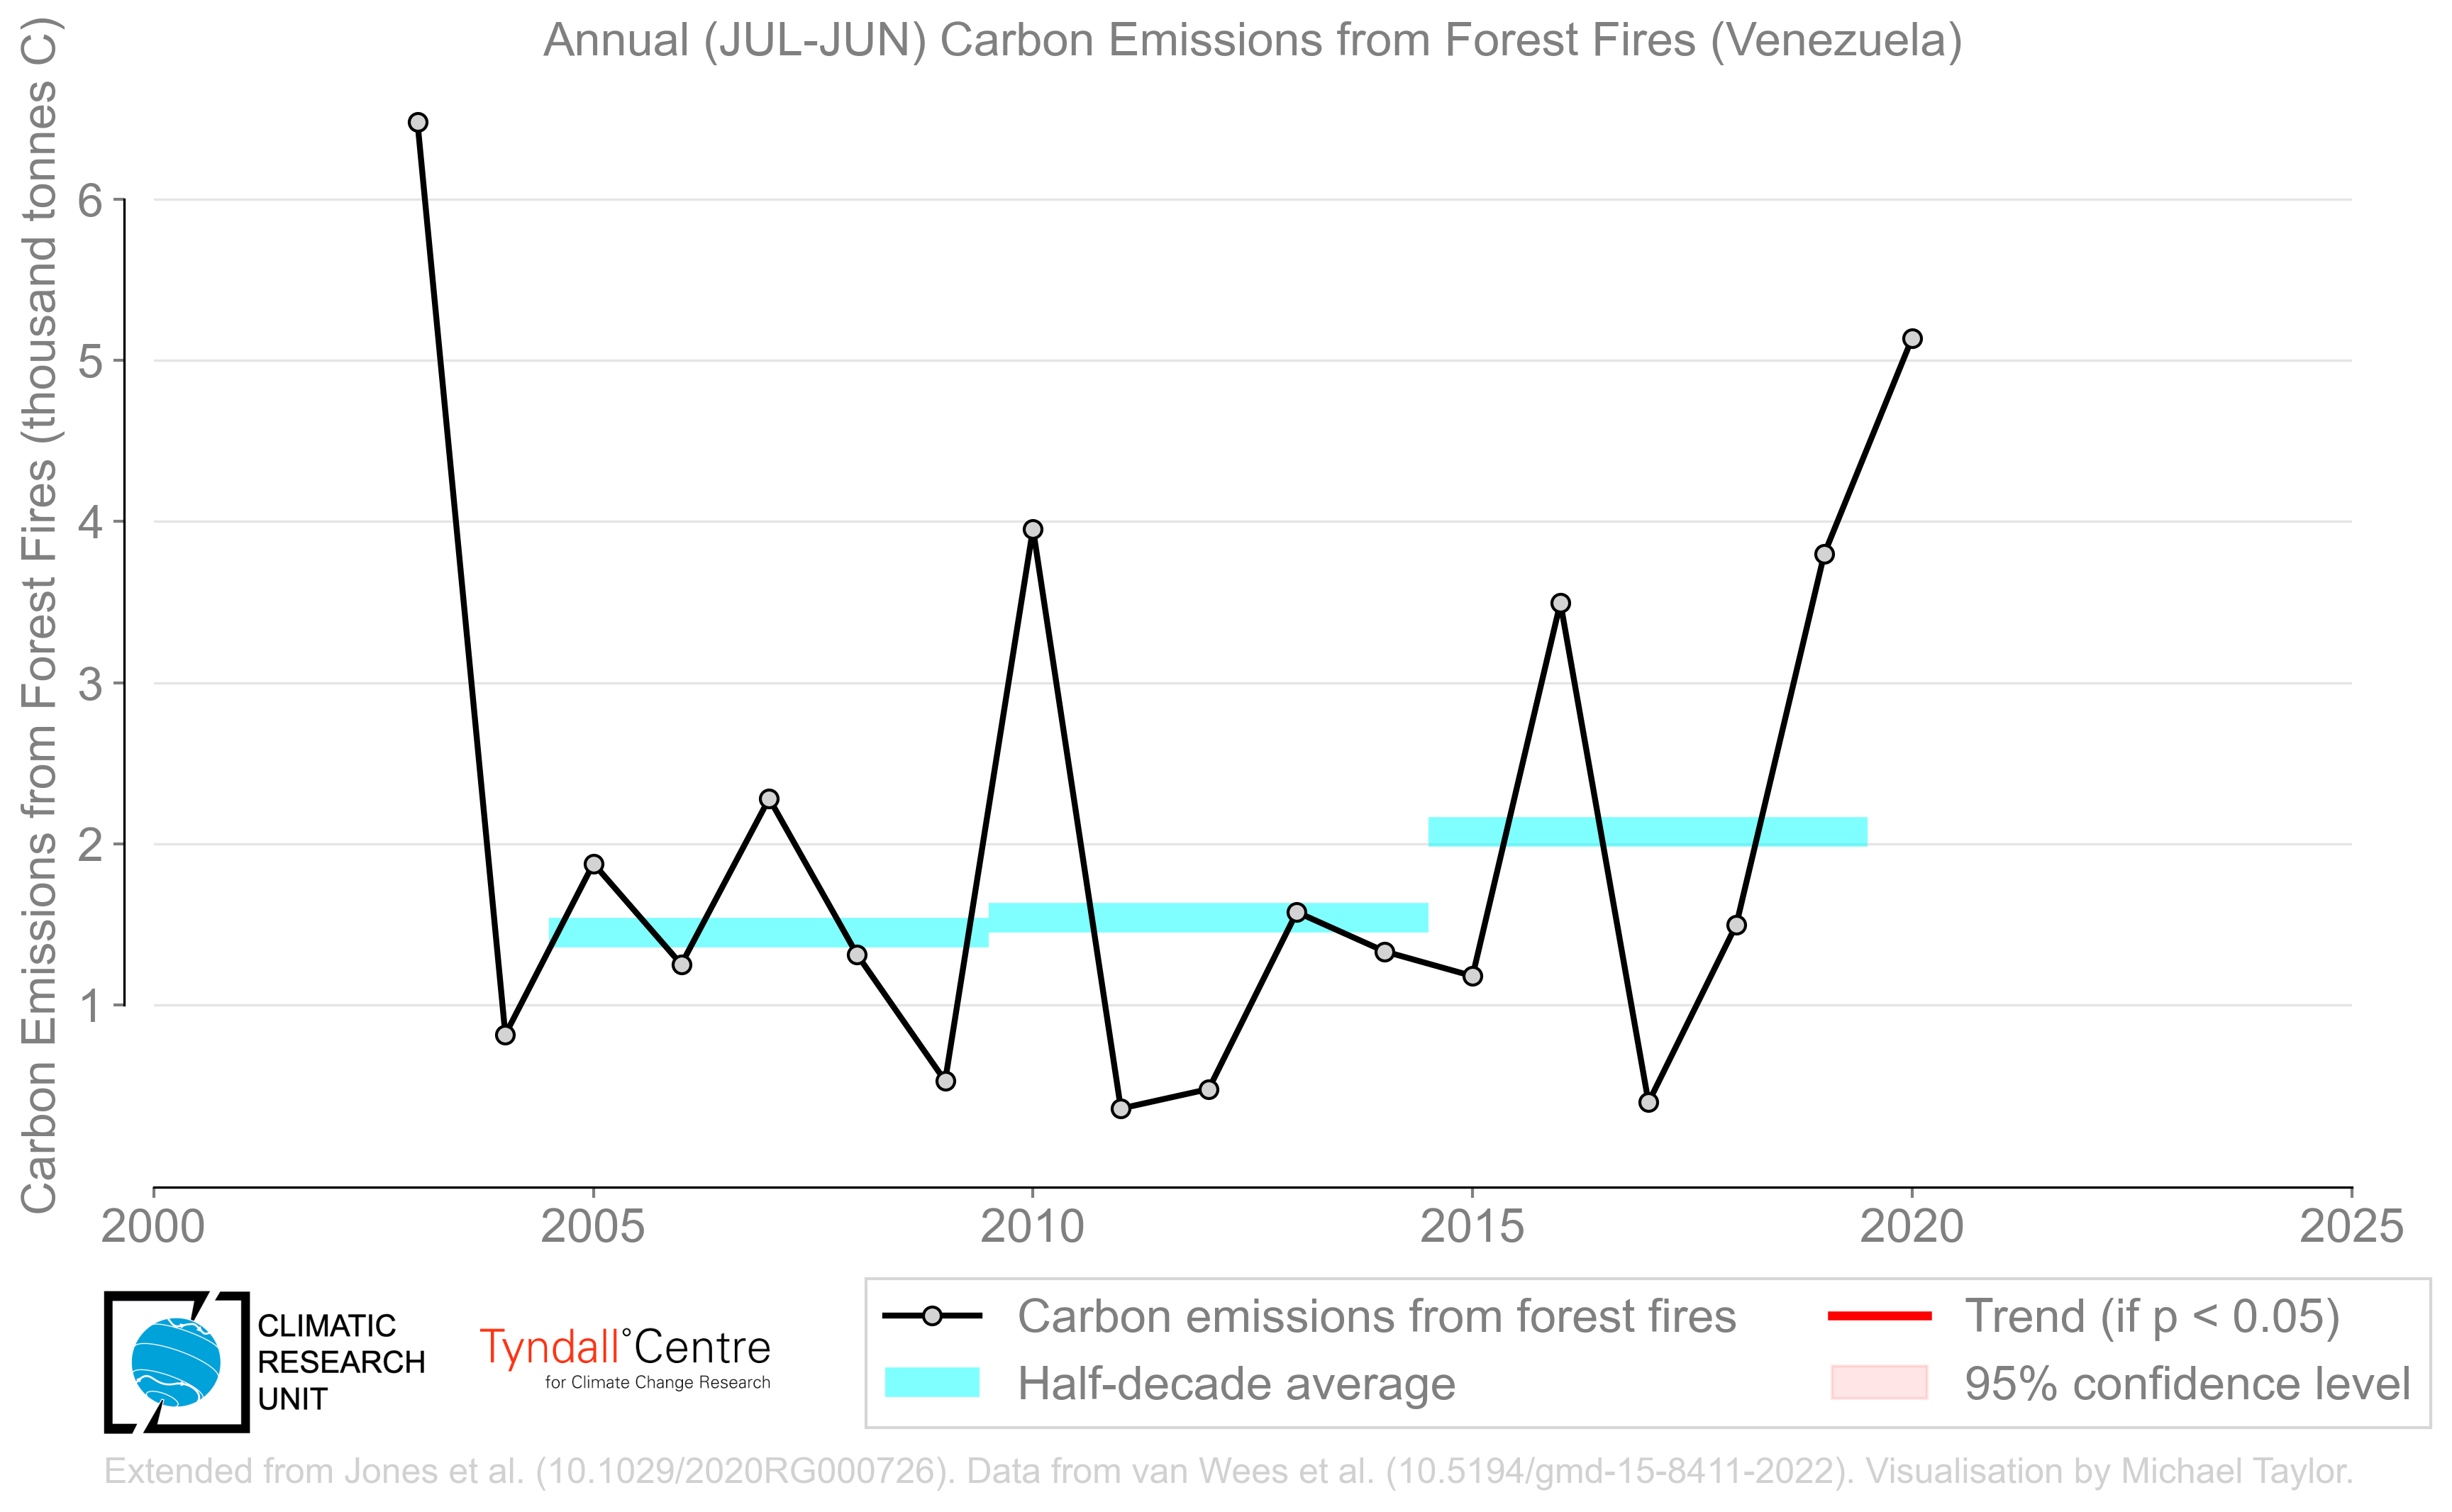 Annual (JUL-JUN) Carbon Emissions from Forest Fires (Venezuela)
Carbon Emissions from Forest Fires (thousand tonnes C)
6
5
4
3
2
1
2000 2005 2010 2015 2020 2025
CLIMATIC
RESEARCH
UNIT
Tyndall°Centre
for Climate Change Research
Carbon emissions from forest fires
Half-decade average
Trend (if p < 0.05)
95% confidence level
Extended from Jones et al. (10.1029/2020RG000726). Data from van Wees et al. (10.5194/gmd-15-8411-2022). Visualisation by Michael Taylor.